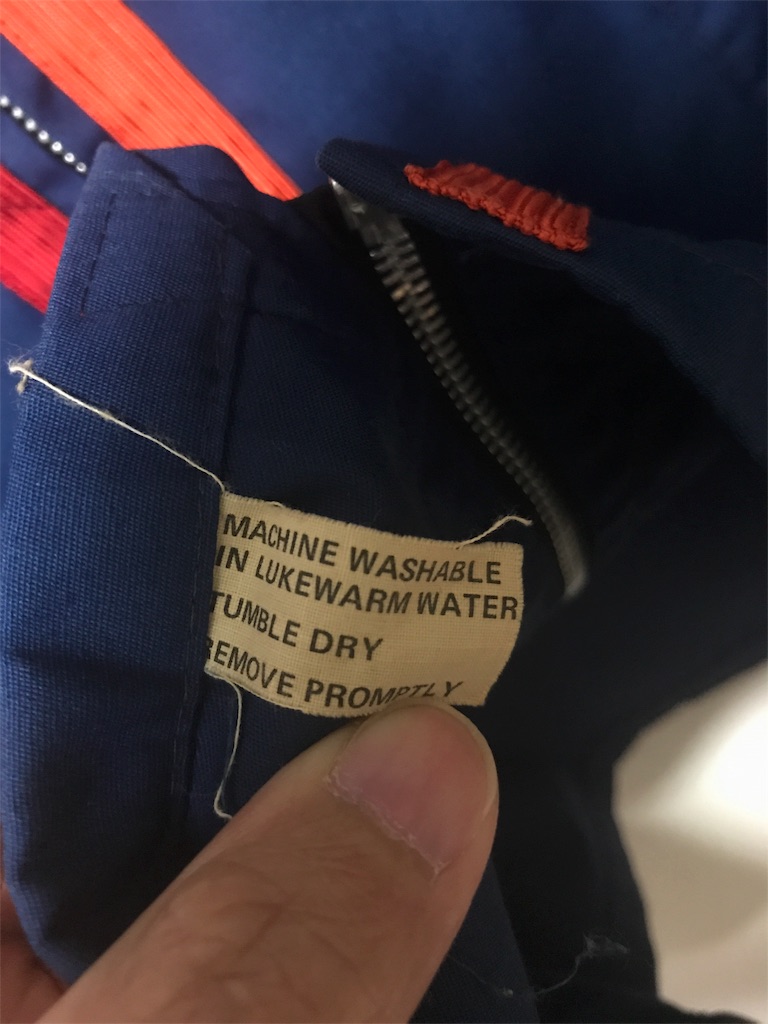 MACHINE WASHABLE
IN LUKEWARM WATER
TUMBLE DRY
REMOVE PROMPTLY